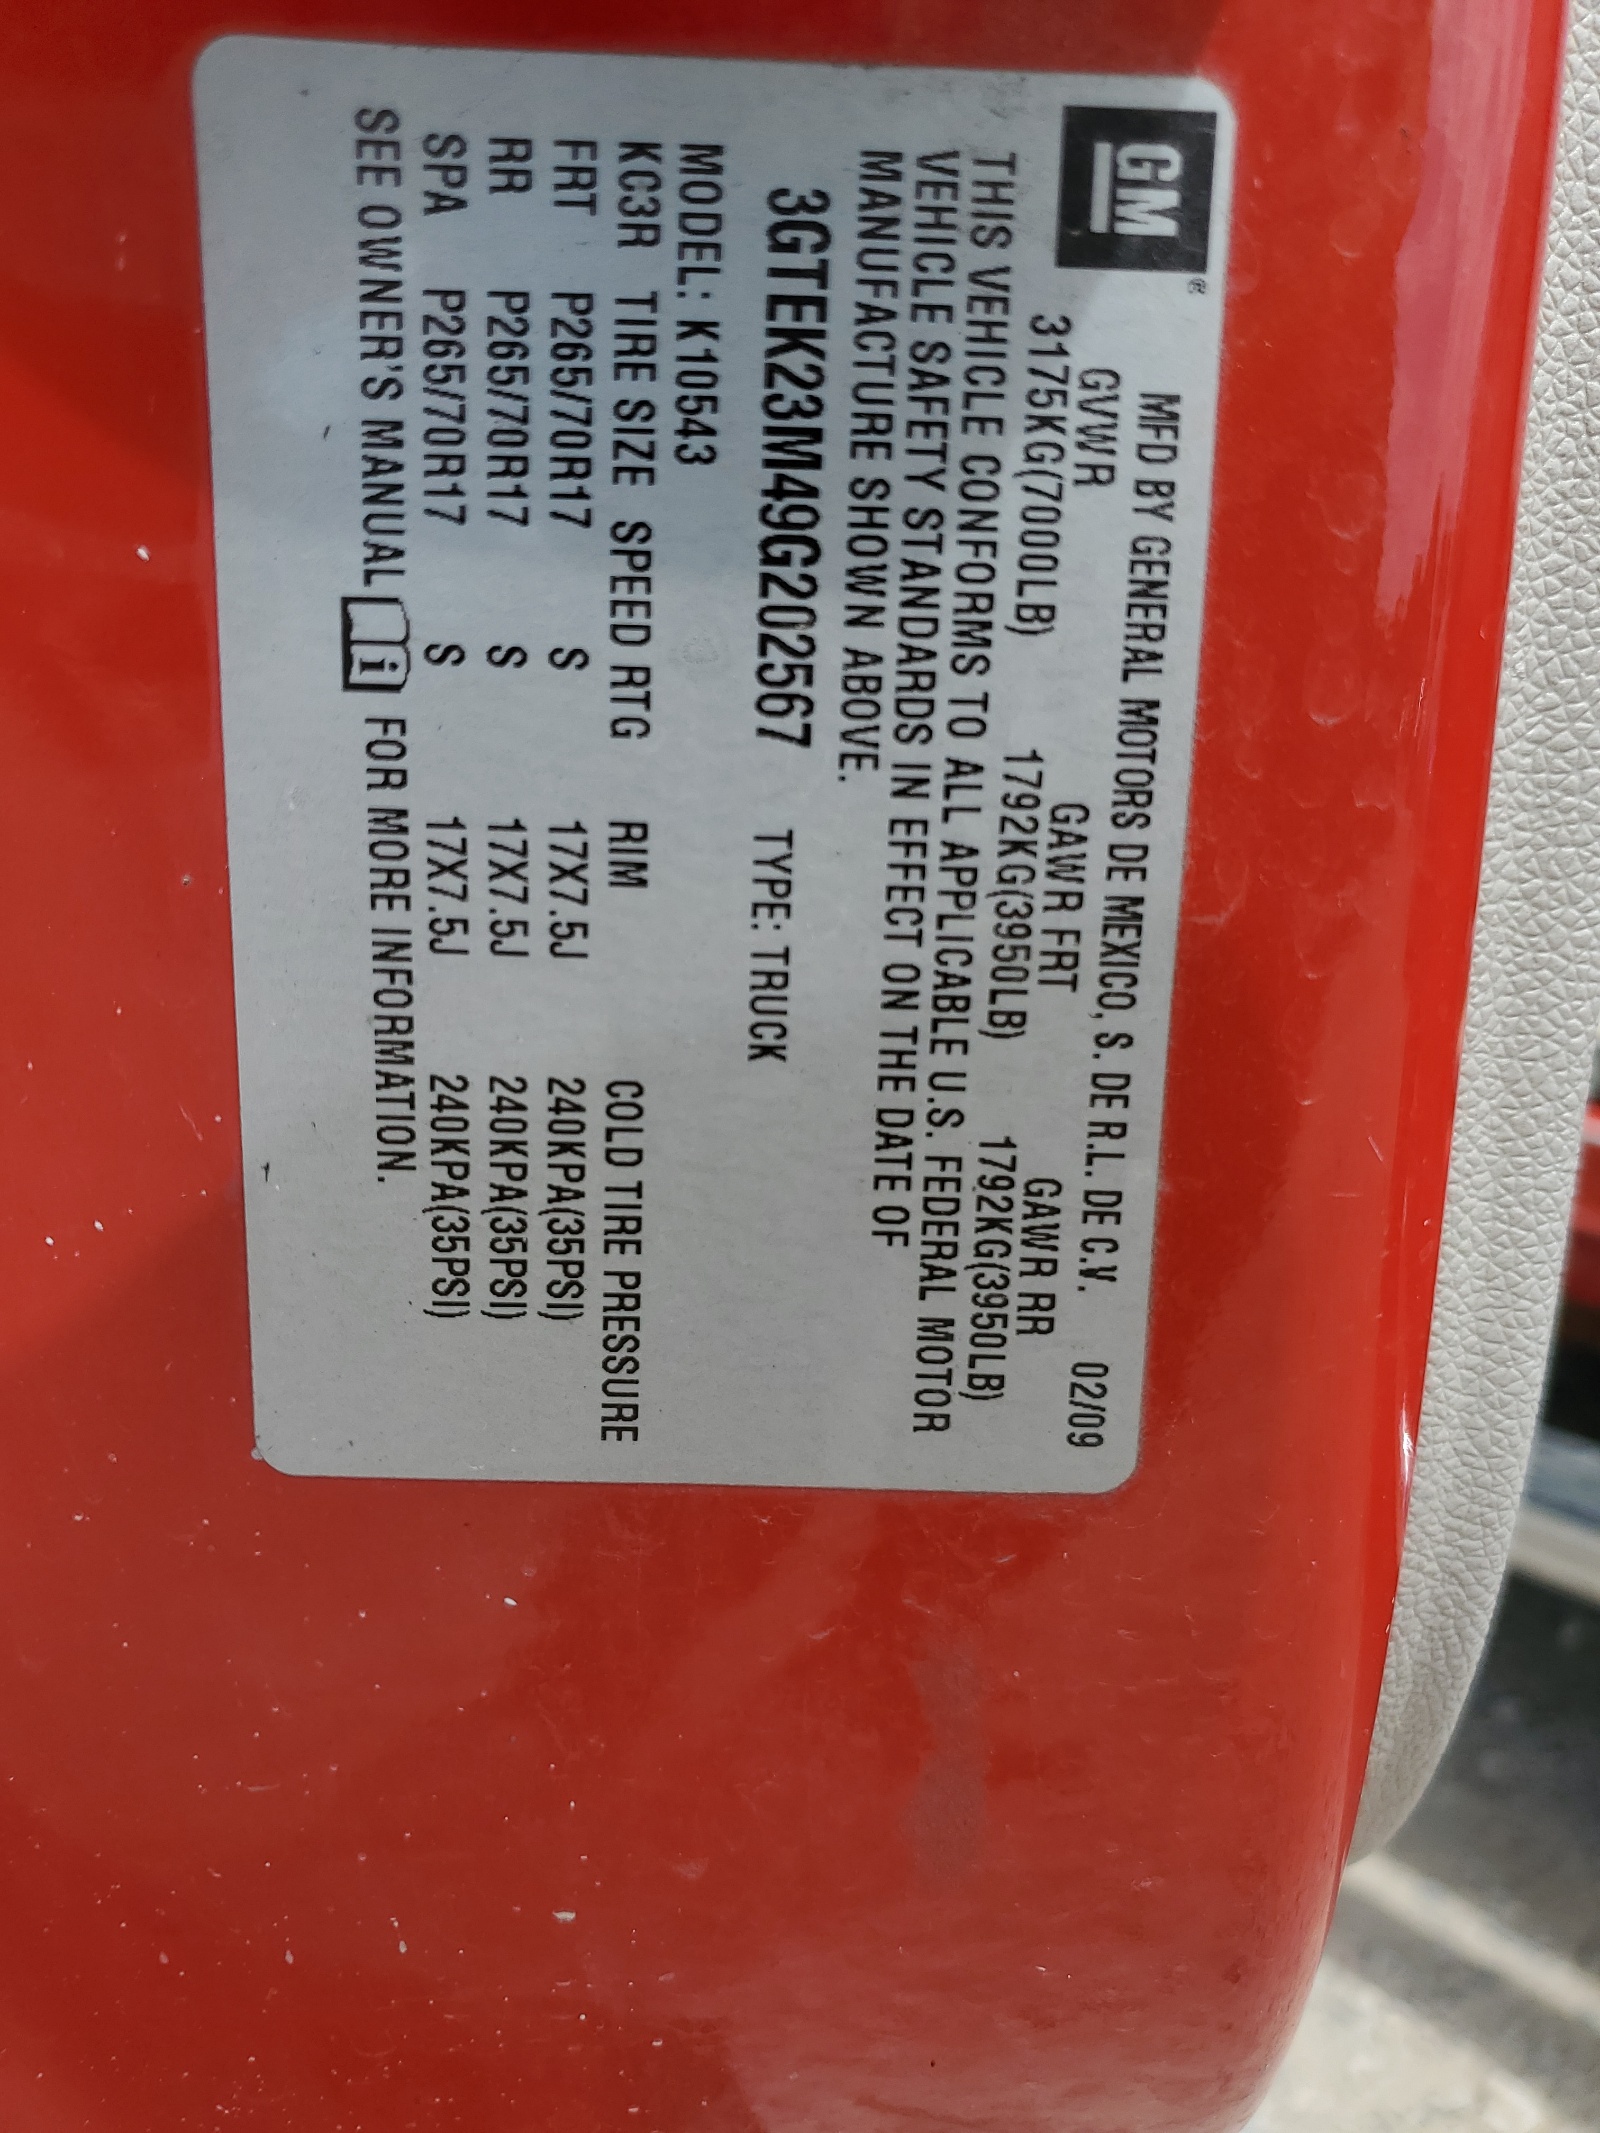 GM®
MFD BY GENERAL MOTORS DE MEXICO, S. DE R.L. DE C.V. 02/09
GVWR GAWR FRT GAWR RR
3175KG(7000LB) 1792KG(3950LB) 1792KG(3950LB)
THIS VEHICLE CONFORMS TO ALL APPLICABLE U.S. FEDERAL MOTOR
VEHICLE SAFETY STANDARDS IN EFFECT ON THE DATE OF
MANUFACTURE SHOWN ABOVE.
3GTEK23M49G202567 TYPE: TRUCK
MODEL: K10543
KC3R TIRE SIZE SPEED RTG RIM COLD TIRE PRESSURE
FRT P265/70R17 S 17X7.5J 240KPA(35PSI)
RR P265/70R17 S 17X7.5J 240KPA(35PSI)
SPA P265/70R17 S 17X7.5J 240KPA(35PSI)
SEE OWNER'S MANUAL i FOR MORE INFORMATION.